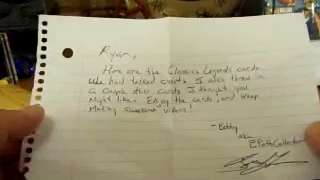 Ryan,
Here are the Classics Legends cards
We had talked about. I also threw in
a couple other cards I thought you
Might like. Enjoy the cards, and keep
Making awesome videos!
- Bobby
aka